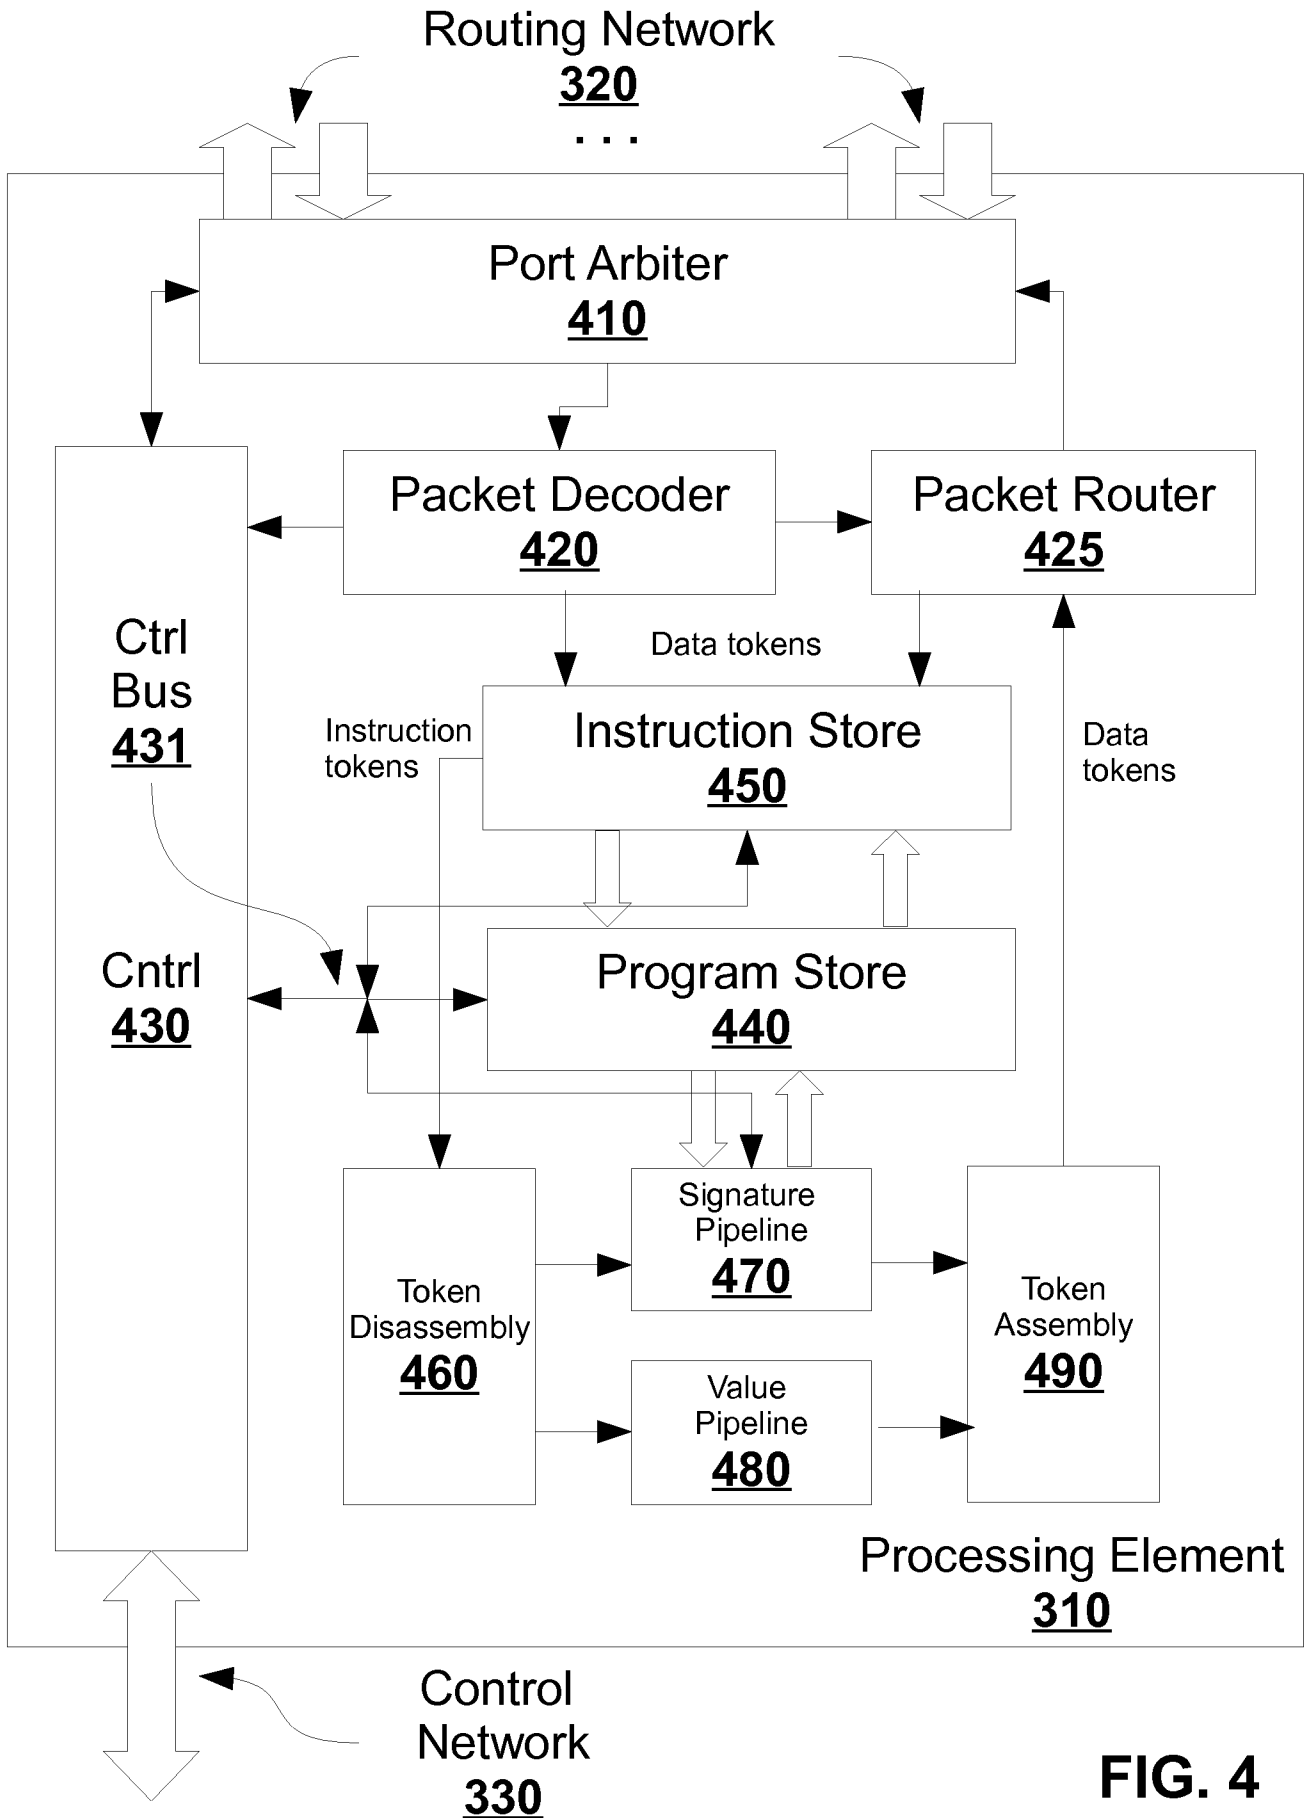 Routing Network
320
. . .
Port Arbiter
410
Packet Decoder
420
Packet Router
425
Ctrl
Bus
431
Data tokens
Instruction
tokens
Instruction Store
450
Data
tokens
Cntrl
430
Program Store
440
Signature
Pipeline
470
Token
Disassembly
460
Token
Assembly
490
Value
Pipeline
480
Processing Element
310
Control
Network
330
FIG. 4